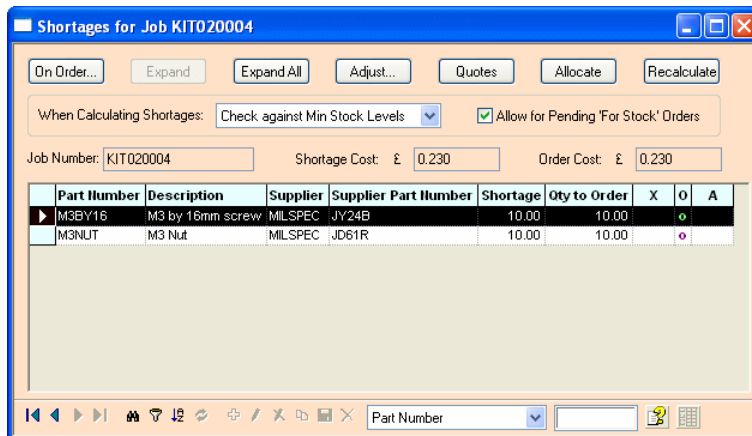 Shortages for Job KIT020004
On Order... Expand Expand All Adjust... Quotes Allocate Recalculate
When Calculating Shortages: Check against Min Stock Levels Allow for Pending 'For Stock' Orders
Job Number: KIT020004 Shortage Cost: £ 0.230 Order Cost: £ 0.230
Part Number Description Supplier Supplier Part Number Shortage Qty to Order X O A
M3BY16 M3 by 16mm screw MILSPEC JY24B 10.00 10.00 o
M3NUT M3 Nut MILSPEC JD61R 10.00 10.00 o
Part Number